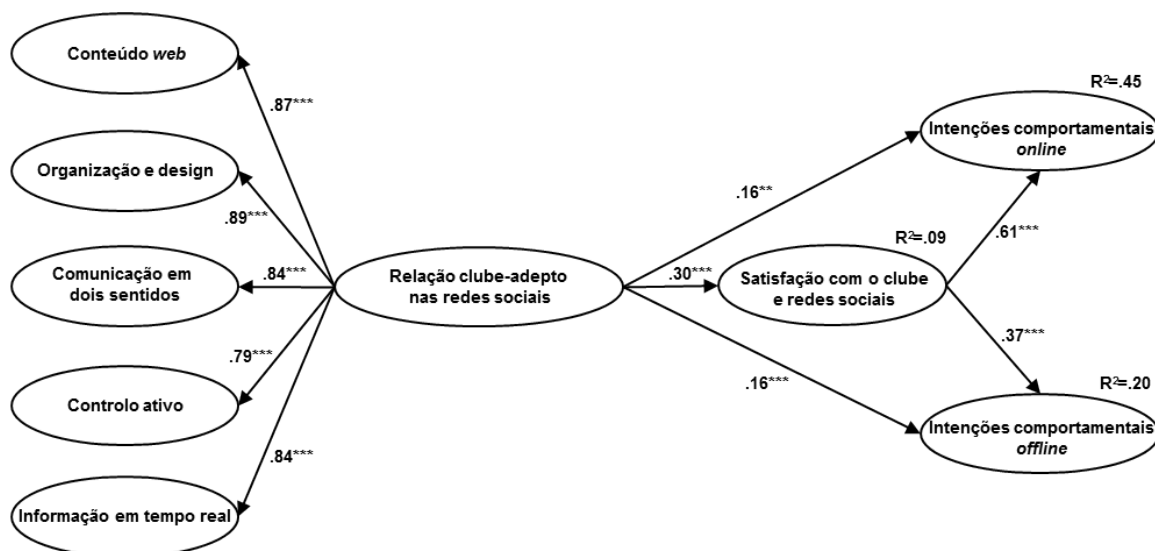 Conteúdo web
.87***
Organização e design
.89***
Comunicação em
dois sentidos
.84***
Controlo ativo
.79***
Informação em tempo real
.84***
Relação clube-adepto
nas redes sociais
.16**
.30***
.16***
R²=.09
Satisfação com o clube
e redes sociais
.61***
.37***
R²=.45
Intenções comportamentais
online
R²=.20
Intenções comportamentais
offline